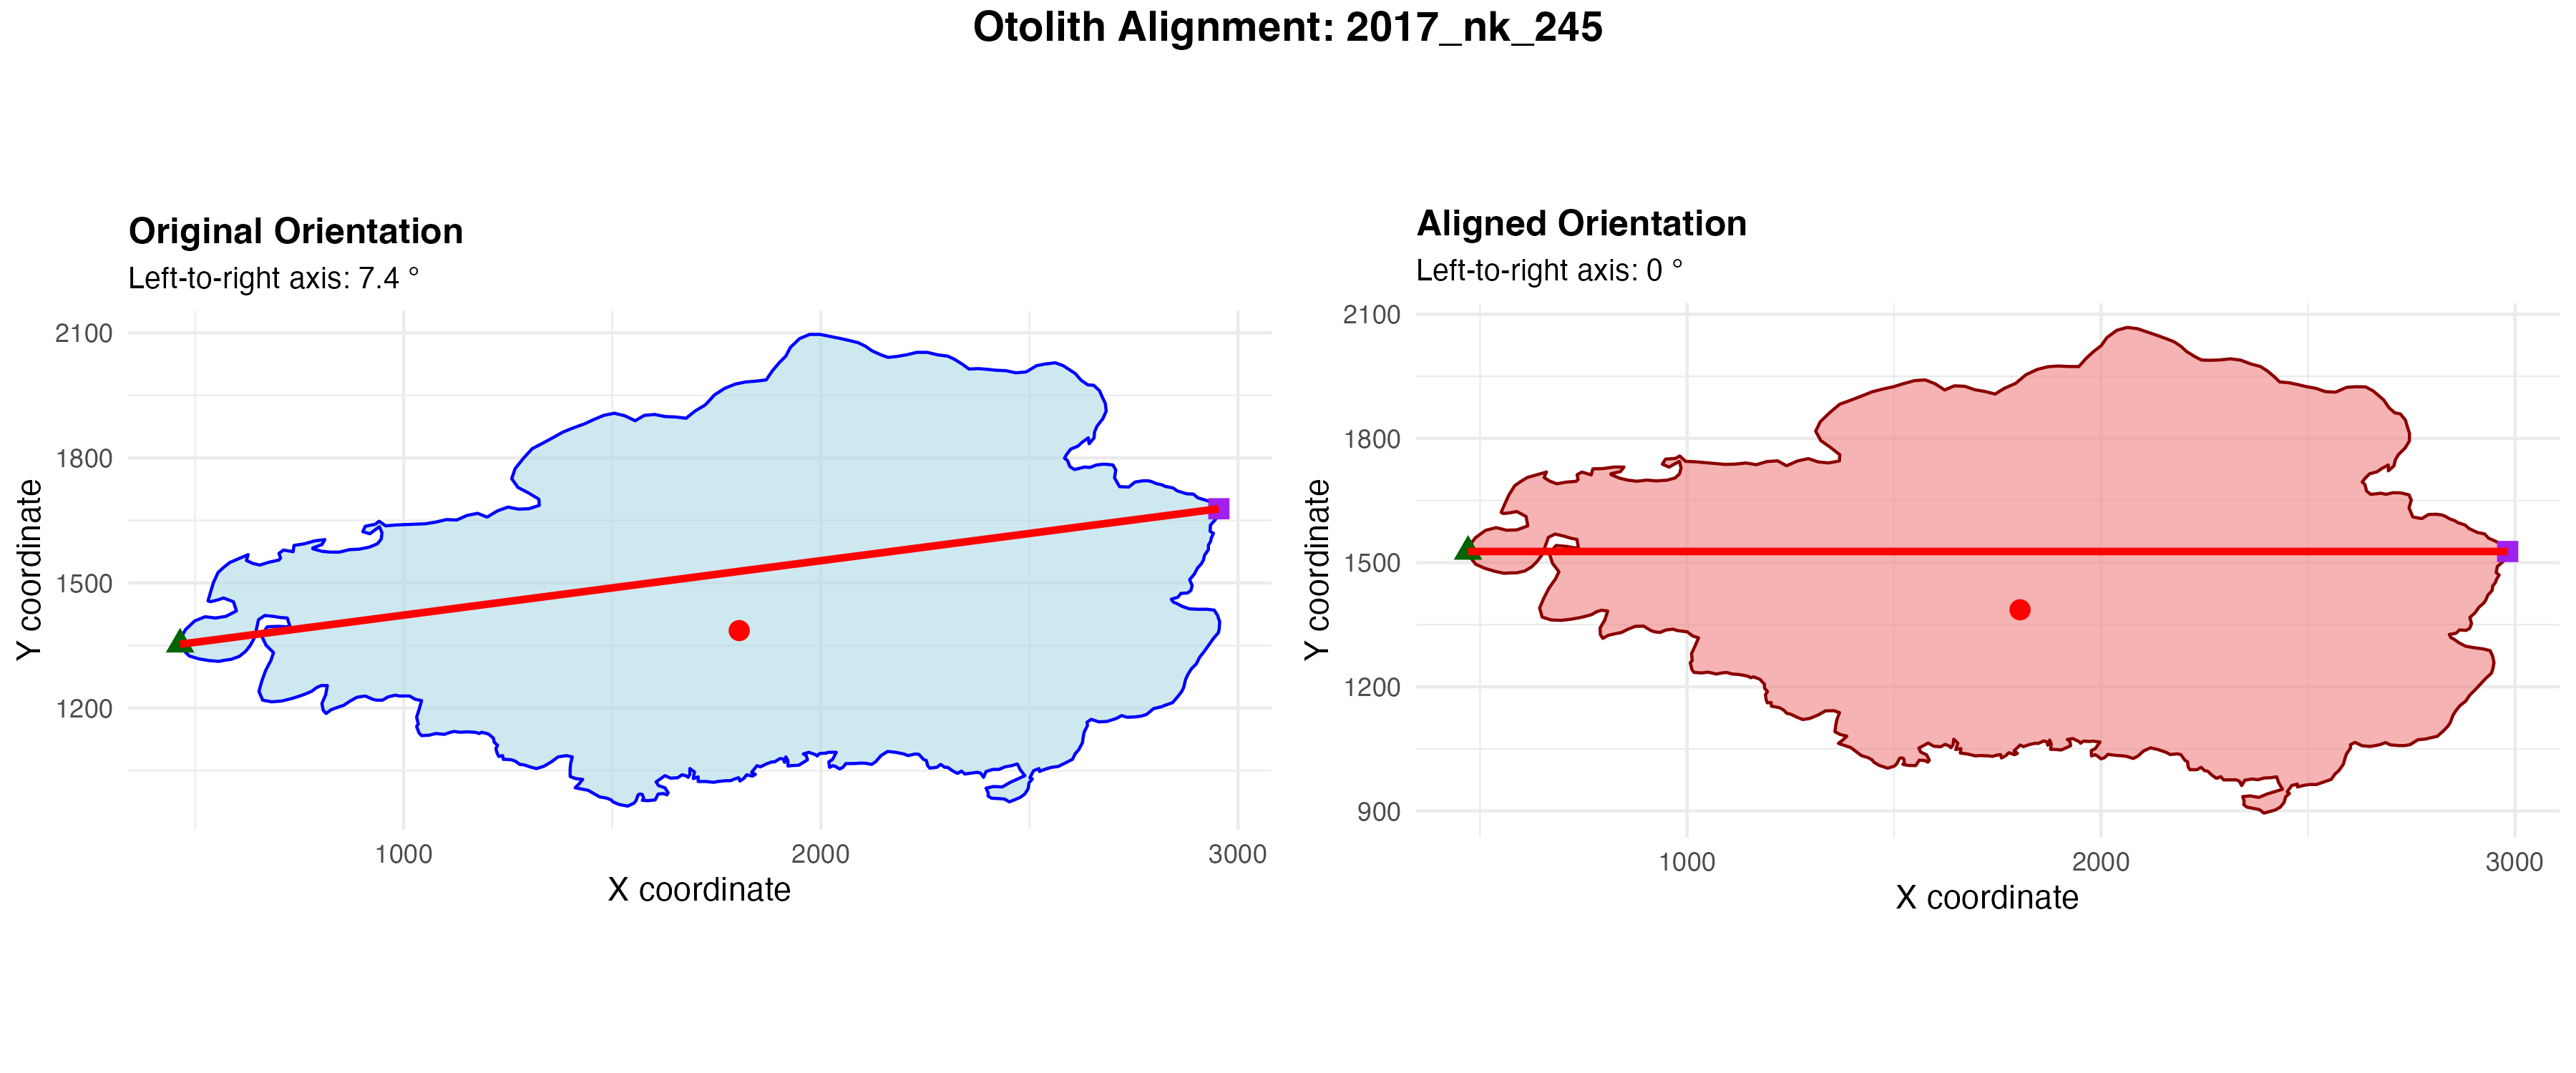 Otolith Alignment: 2017_nk_245
Original Orientation
Left-to-right axis: 7.4 °
2100
1800
1500
1200
Y coordinate
1000
2000
3000
X coordinate
Aligned Orientation
Left-to-right axis: 0 °
2100
1800
1500
1200
900
Y coordinate
1000
2000
3000
X coordinate